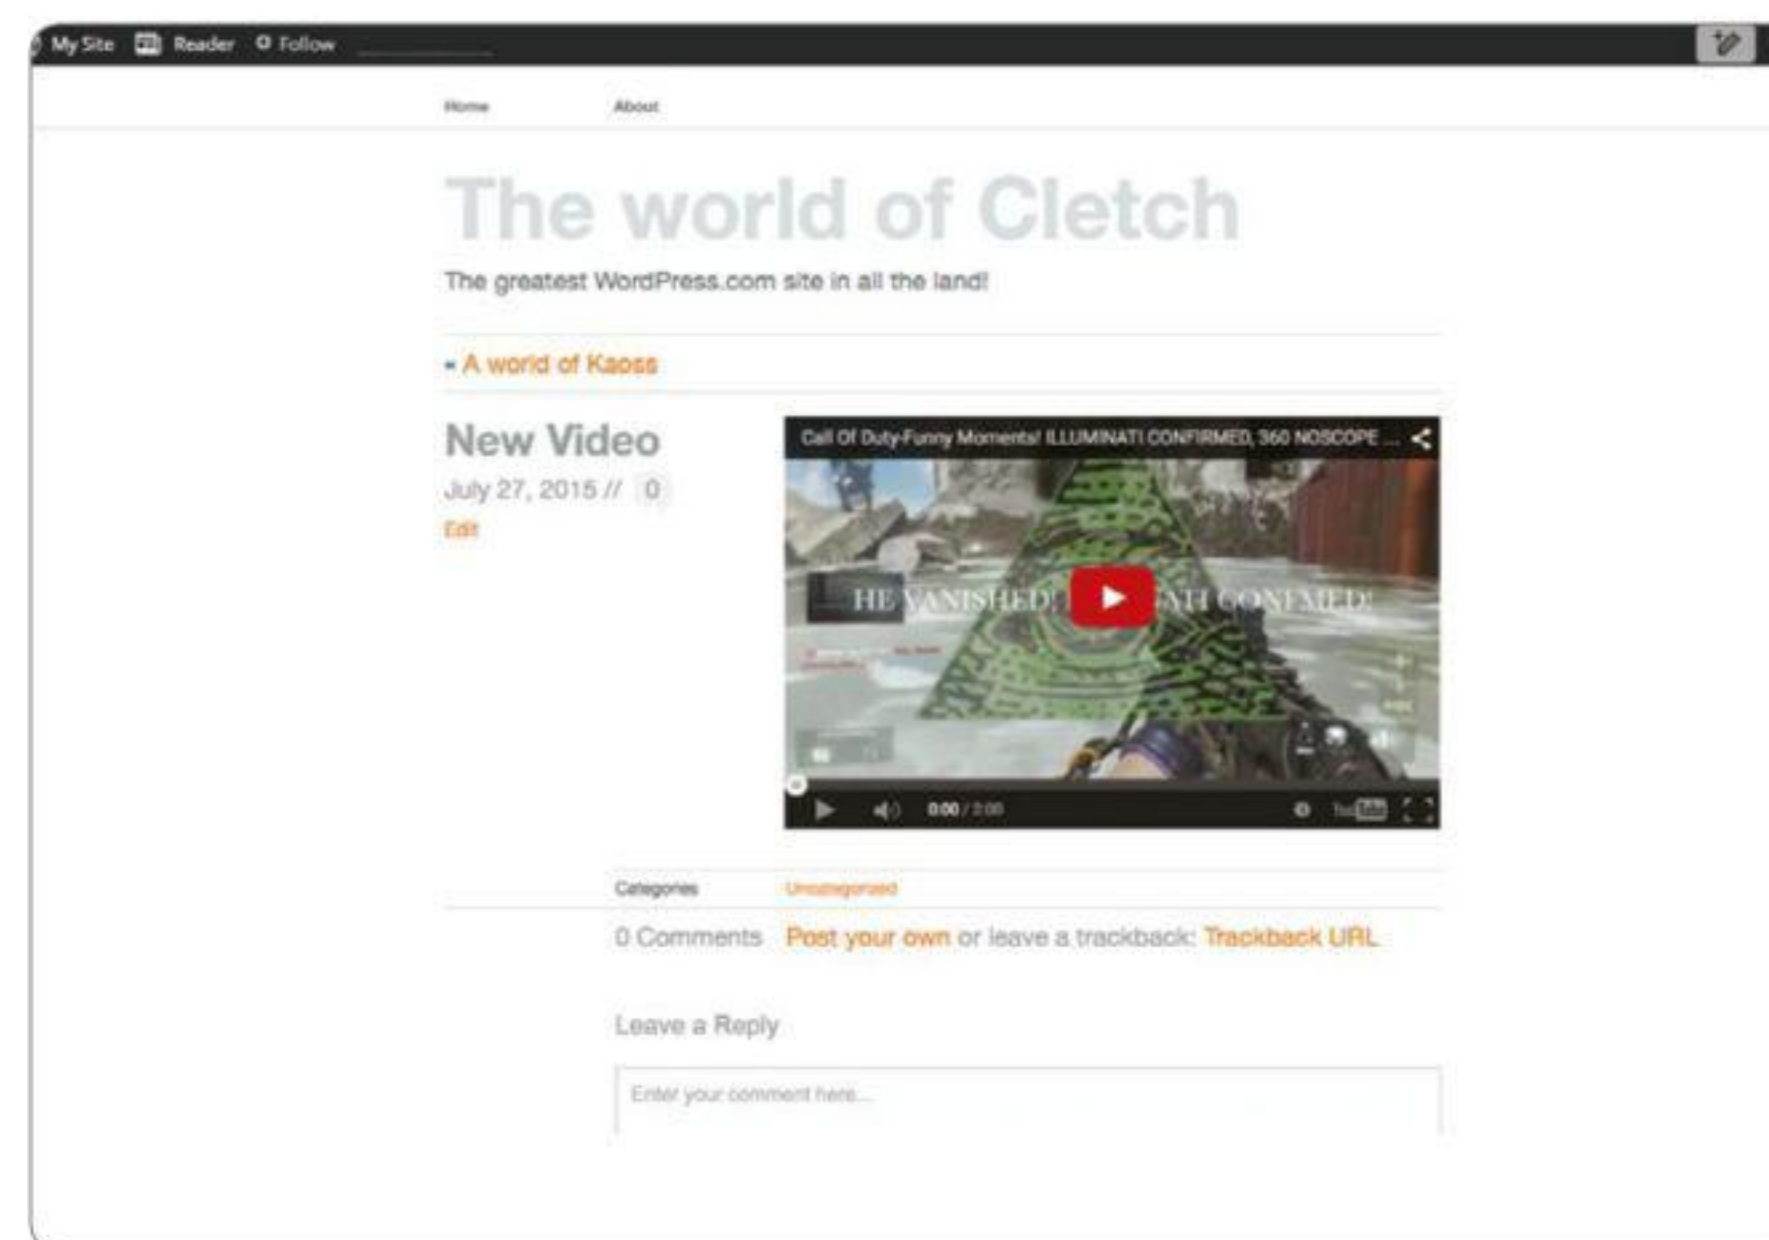 My Site Reader Follow
Home About
The world of Cletch
The greatest WordPress.com site in all the land!
« A world of Kaoss
New Video
July 27, 2015 // 0
Edit
Call Of Duty-Funny Moments! ILLUMINATI CONFIRMED, 360 NOSCOPE ...
HE VANISHED! ATI CONFMED!
0:00 / 2:00
YouTube
Categories Uncategorized
0 Comments Post your own or leave a trackback: Trackback URL
Leave a Reply
Enter your comment here...